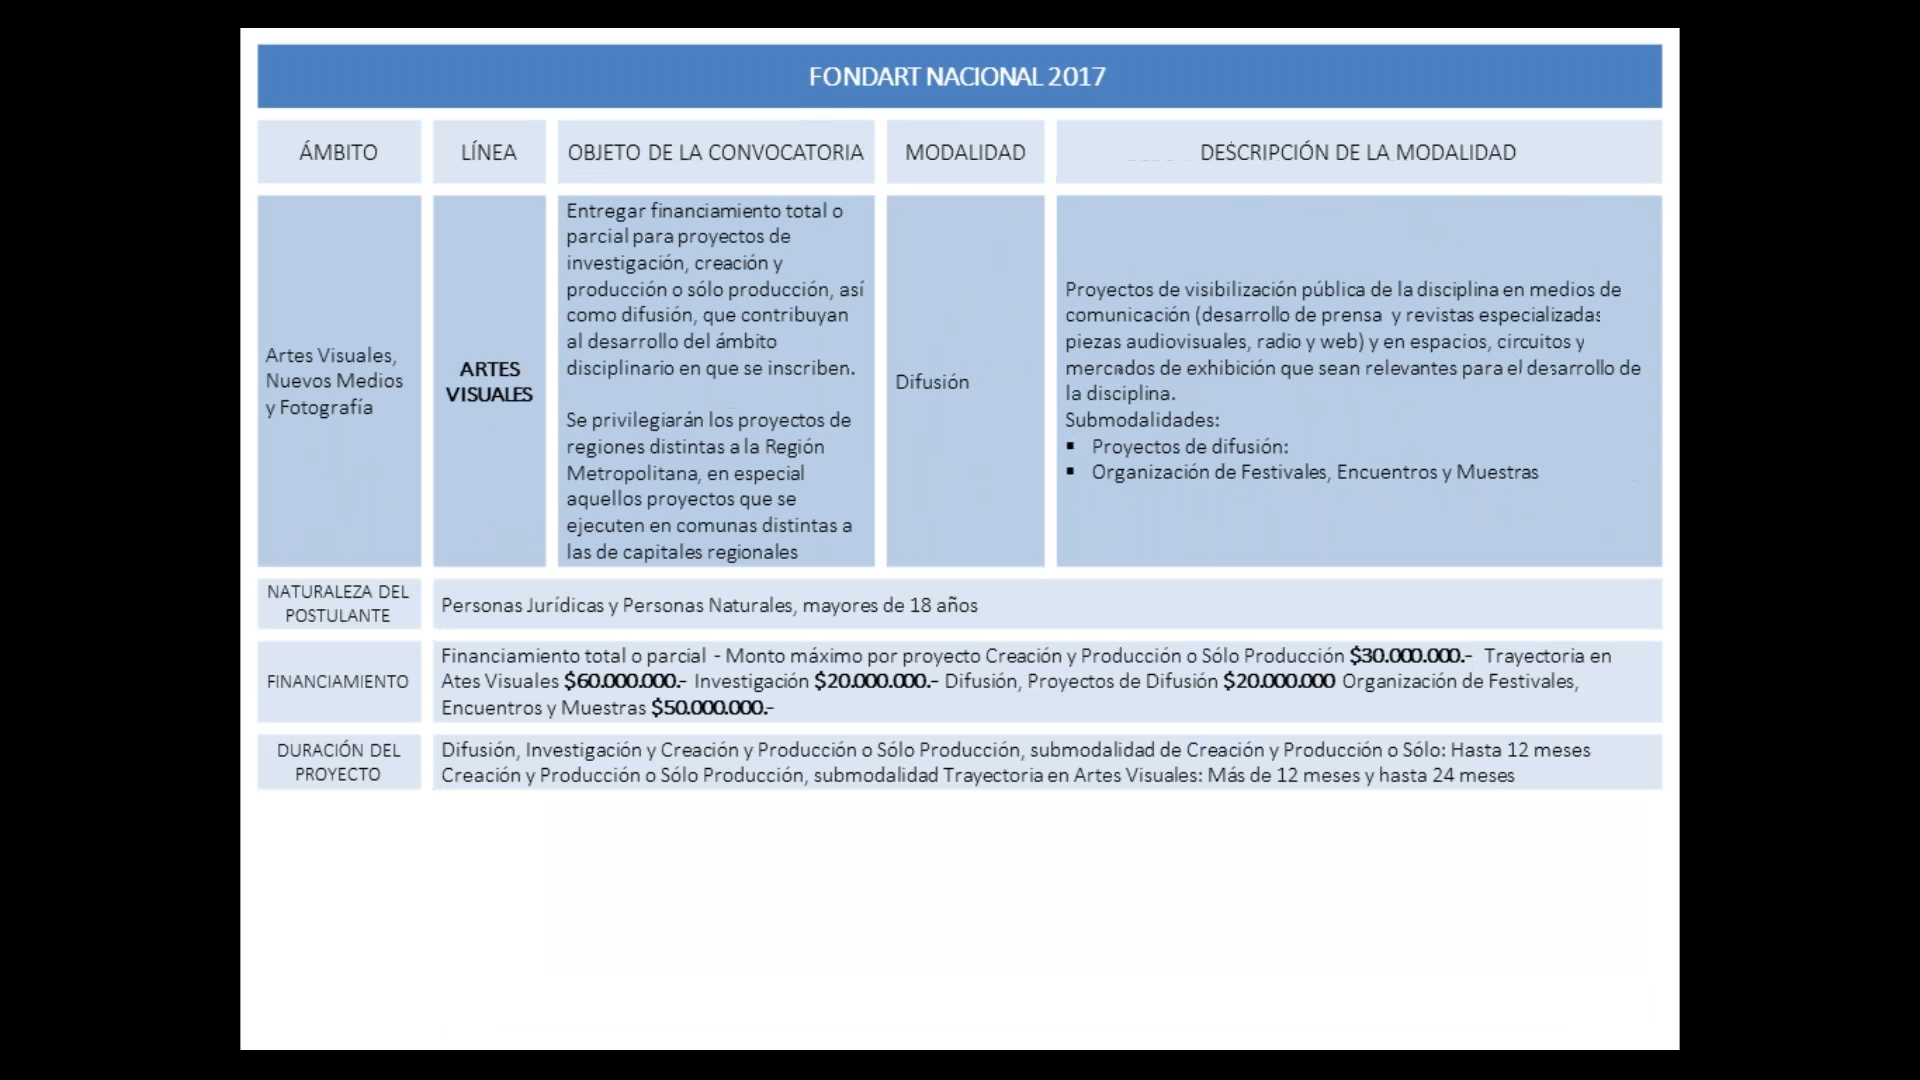 FONDART NACIONAL 2017
ÁMBITO
LÍNEA
OBJETO DE LA CONVOCATORIA
MODALIDAD
DESCRIPCIÓN DE LA MODALIDAD
Artes Visuales,
Nuevos Medios
y Fotografía
ARTES
VISUALES
Entregar financiamiento total o
parcial para proyectos de
investigación, creación y
producción o sólo producción, así
como difusión, que contribuyan
al desarrollo del ámbito
disciplinario en que se inscriben.
Se privilegiarán los proyectos de
regiones distintas a la Región
Metropolitana, en especial
aquellos proyectos que se
ejecuten en comunas distintas a
las de capitales regionales
Difusión
Proyectos de visibilización pública de la disciplina en medios de
comunicación (desarrollo de prensa y revistas especializadas
piezas audiovisuales, radio y web) y en espacios, circuitos y
mercados de exhibición que sean relevantes para el desarrollo de
la disciplina.
Submodalidades:
▪ Proyectos de difusión:
▪ Organización de Festivales, Encuentros y Muestras
NATURALEZA DEL
POSTULANTE
Personas Jurídicas y Personas Naturales, mayores de 18 años
FINANCIAMIENTO
Financiamiento total o parcial - Monto máximo por proyecto Creación y Producción o Sólo Producción $30.000.000.- Trayectoria en
Ates Visuales $60.000.000.- Investigación $20.000.000.- Difusión, Proyectos de Difusión $20.000.000 Organización de Festivales,
Encuentros y Muestras $50.000.000.-
DURACIÓN DEL
PROYECTO
Difusión, Investigación y Creación y Producción o Sólo Producción, submodalidad de Creación y Producción o Sólo: Hasta 12 meses
Creación y Producción o Sólo Producción, submodalidad Trayectoria en Artes Visuales: Más de 12 meses y hasta 24 meses